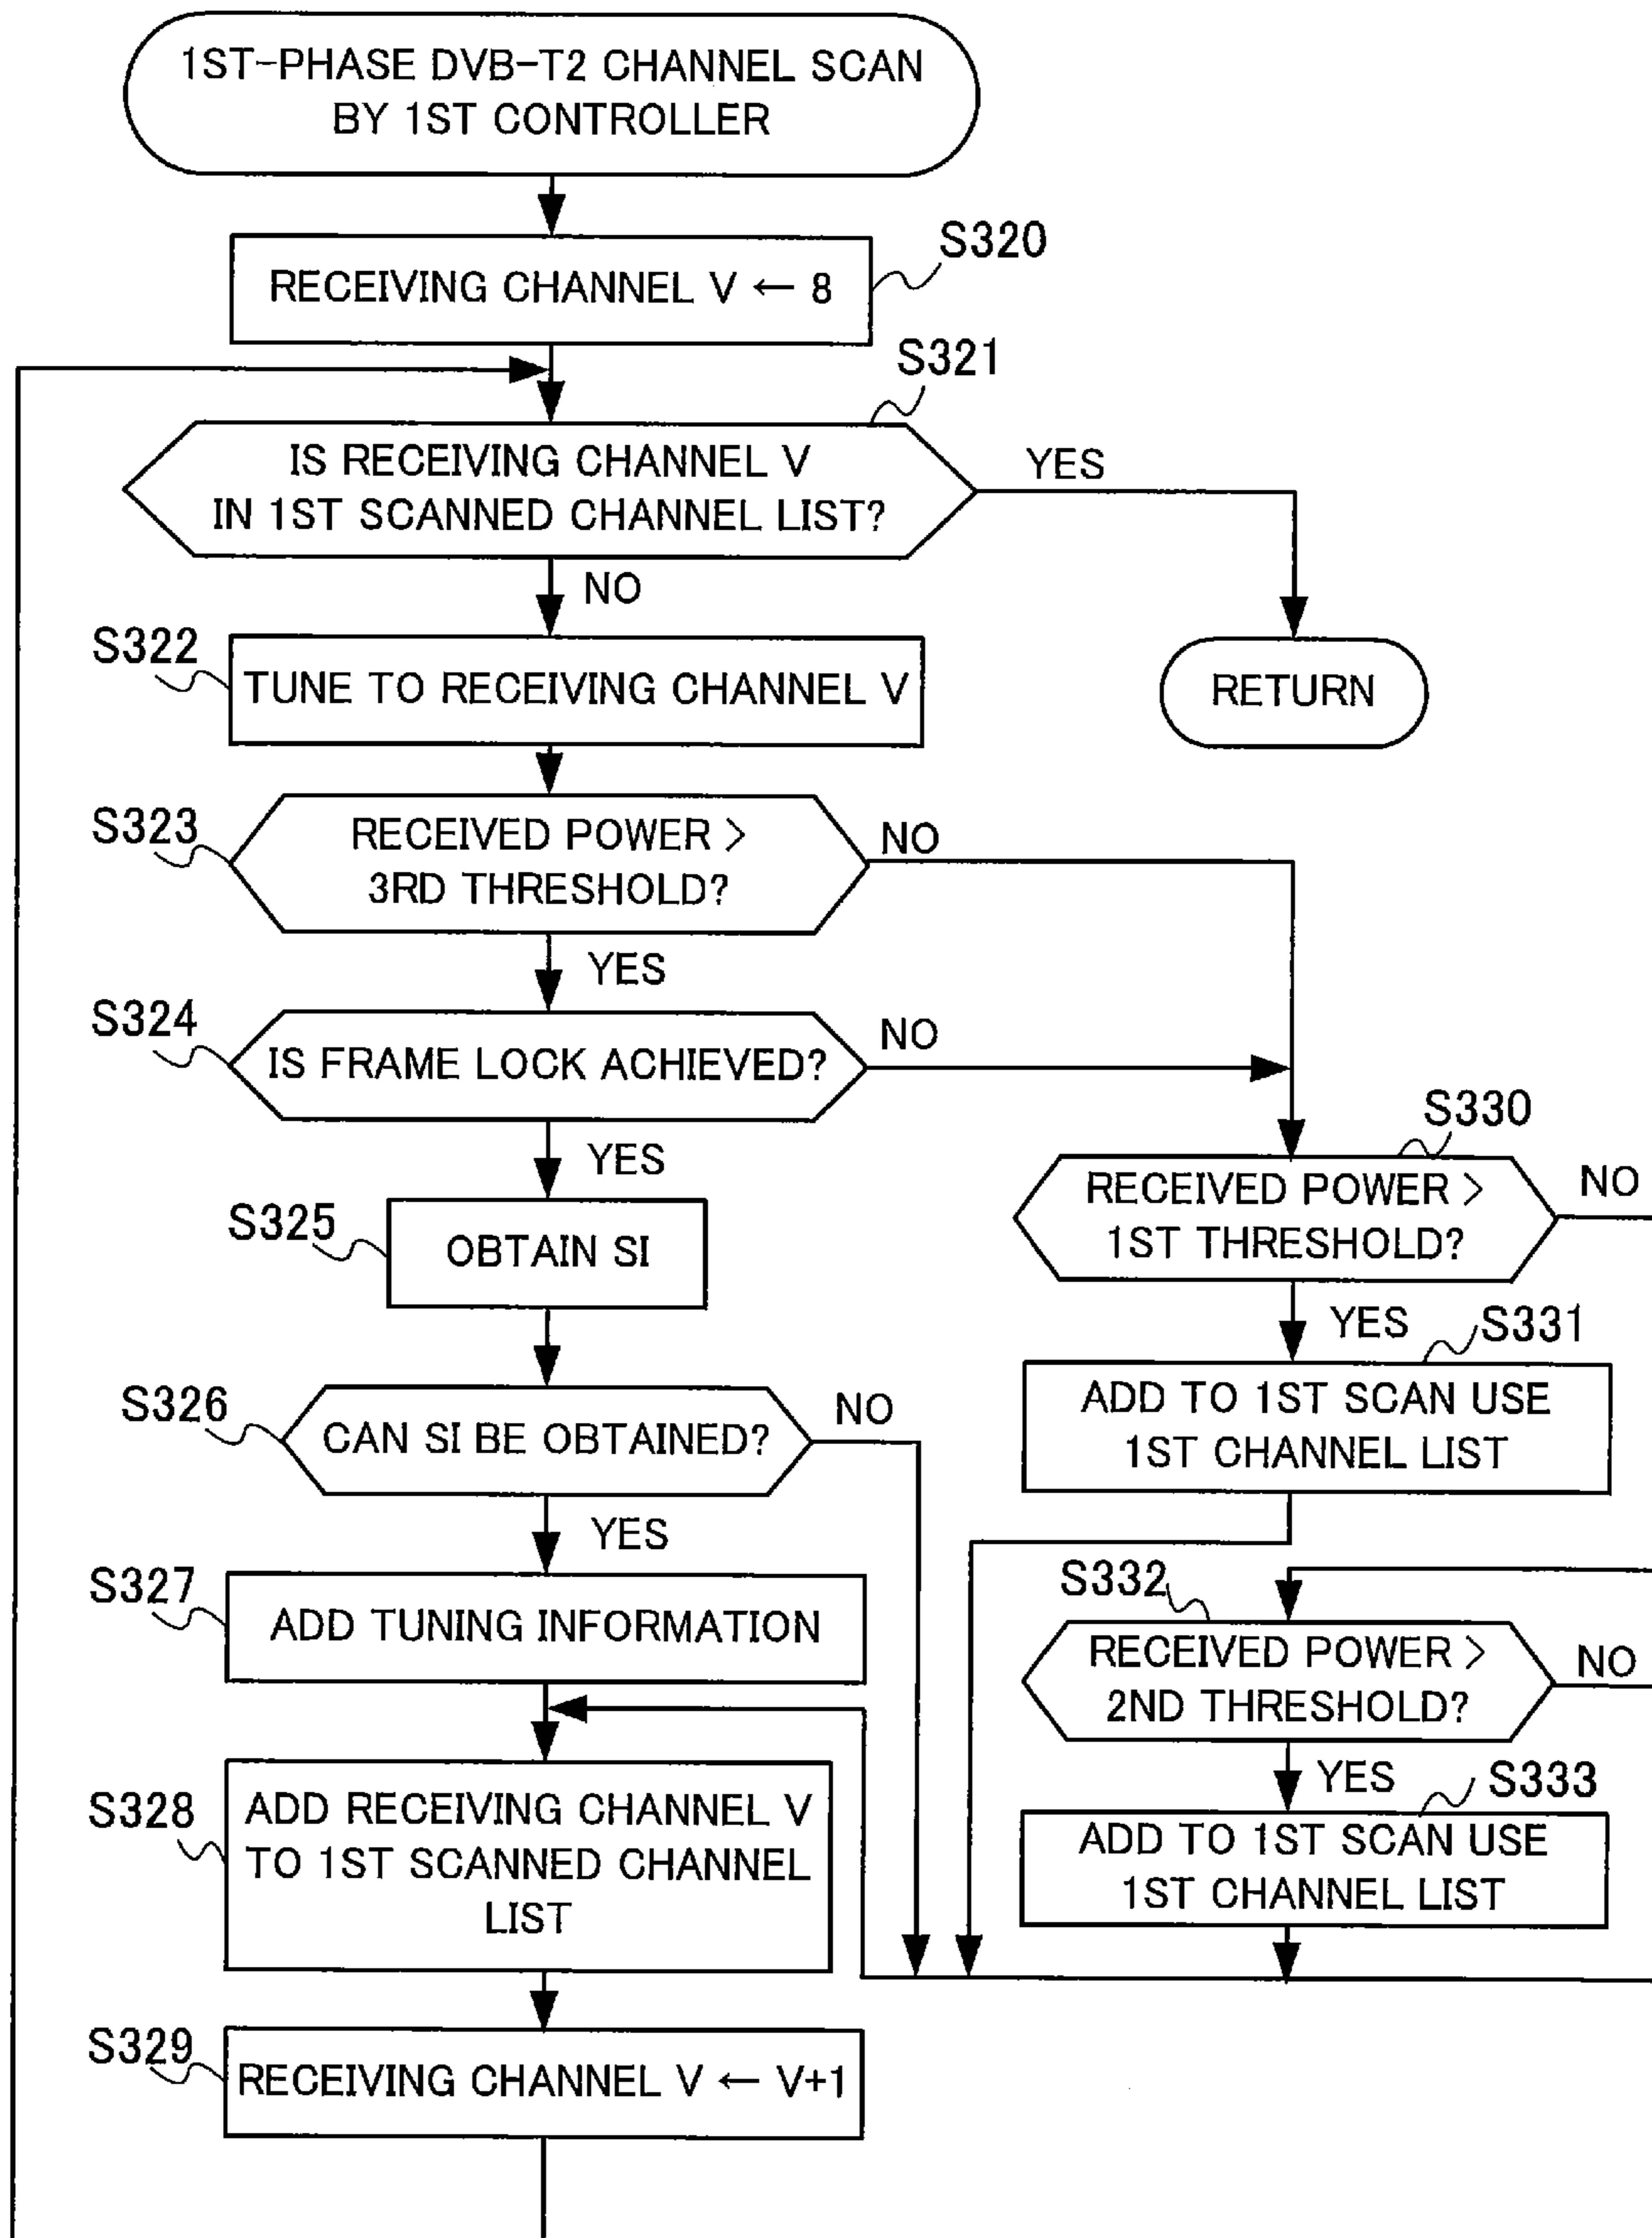 1ST-PHASE DVB-T2 CHANNEL SCAN
BY 1ST CONTROLLER
S320
RECEIVING CHANNEL V ← 8
S321
IS RECEIVING CHANNEL V
IN 1ST SCANNED CHANNEL LIST?
YES
NO
S322
TUNE TO RECEIVING CHANNEL V
RETURN
S323
RECEIVED POWER >
3RD THRESHOLD?
NO
YES
S324
IS FRAME LOCK ACHIEVED?
NO
YES
S325
OBTAIN SI
S326
CAN SI BE OBTAINED?
NO
YES
S327
ADD TUNING INFORMATION
S328
ADD RECEIVING CHANNEL V
TO 1ST SCANNED CHANNEL
LIST
S329
RECEIVING CHANNEL V ← V+1
S330
RECEIVED POWER >
1ST THRESHOLD?
NO
YES
S331
ADD TO 1ST SCAN USE
1ST CHANNEL LIST
S332
RECEIVED POWER >
2ND THRESHOLD?
NO
YES
S333
ADD TO 1ST SCAN USE
1ST CHANNEL LIST